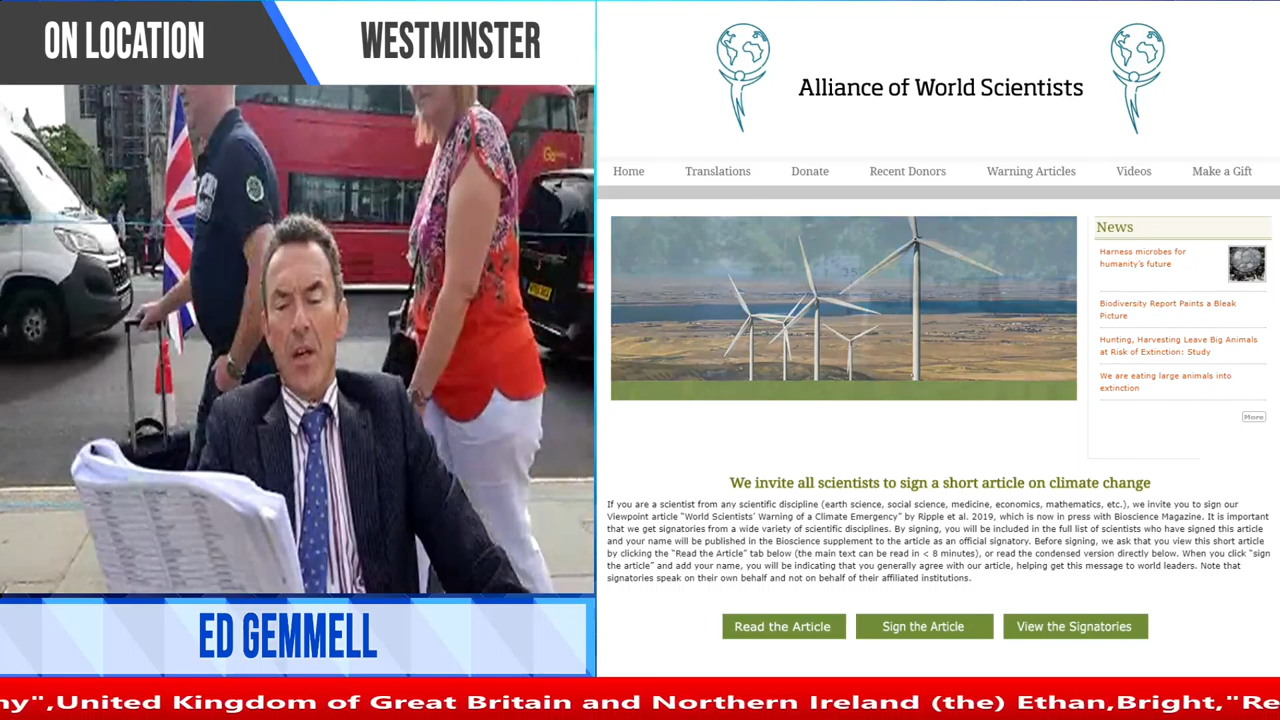 ON LOCATION
WESTMINSTER
Go
ED GEMMELL
Alliance of World Scientists
Home Translations Donate Recent Donors Warning Articles Videos Make a Gift
35
News
Harness microbes for
humanity's future
Biodiversity Report Paints a Bleak
Picture
Hunting, Harvesting Leave Big Animals
at Risk of Extinction: Study
We are eating large animals into
extinction
More
We invite all scientists to sign a short article on climate change
If you are a scientist from any scientific discipline (earth science, social science, medicine, economics, mathematics, etc.), we invite you to sign our
Viewpoint article “World Scientists’ Warning of a Climate Emergency” by Ripple et al. 2019, which is now in press with Bioscience Magazine. It is important
that we get signatories from a wide variety of scientific disciplines. By signing, you will be included in the full list of scientists who have signed this article
and your name will be published in the Bioscience supplement to the article as an official signatory. Before signing, we ask that you view this short article
by clicking the “Read the Article” tab below (the main text can be read in < 8 minutes), or read the condensed version directly below. When you click “sign
the article” and add your name, you will be indicating that you generally agree with our article, helping get this message to world leaders. Note that
signatories speak on their own behalf and not on behalf of their affiliated institutions.
Read the Article Sign the Article View the Signatories
ny",United Kingdom of Great Britain and Northern Ireland (the) Ethan,Bright,"Re